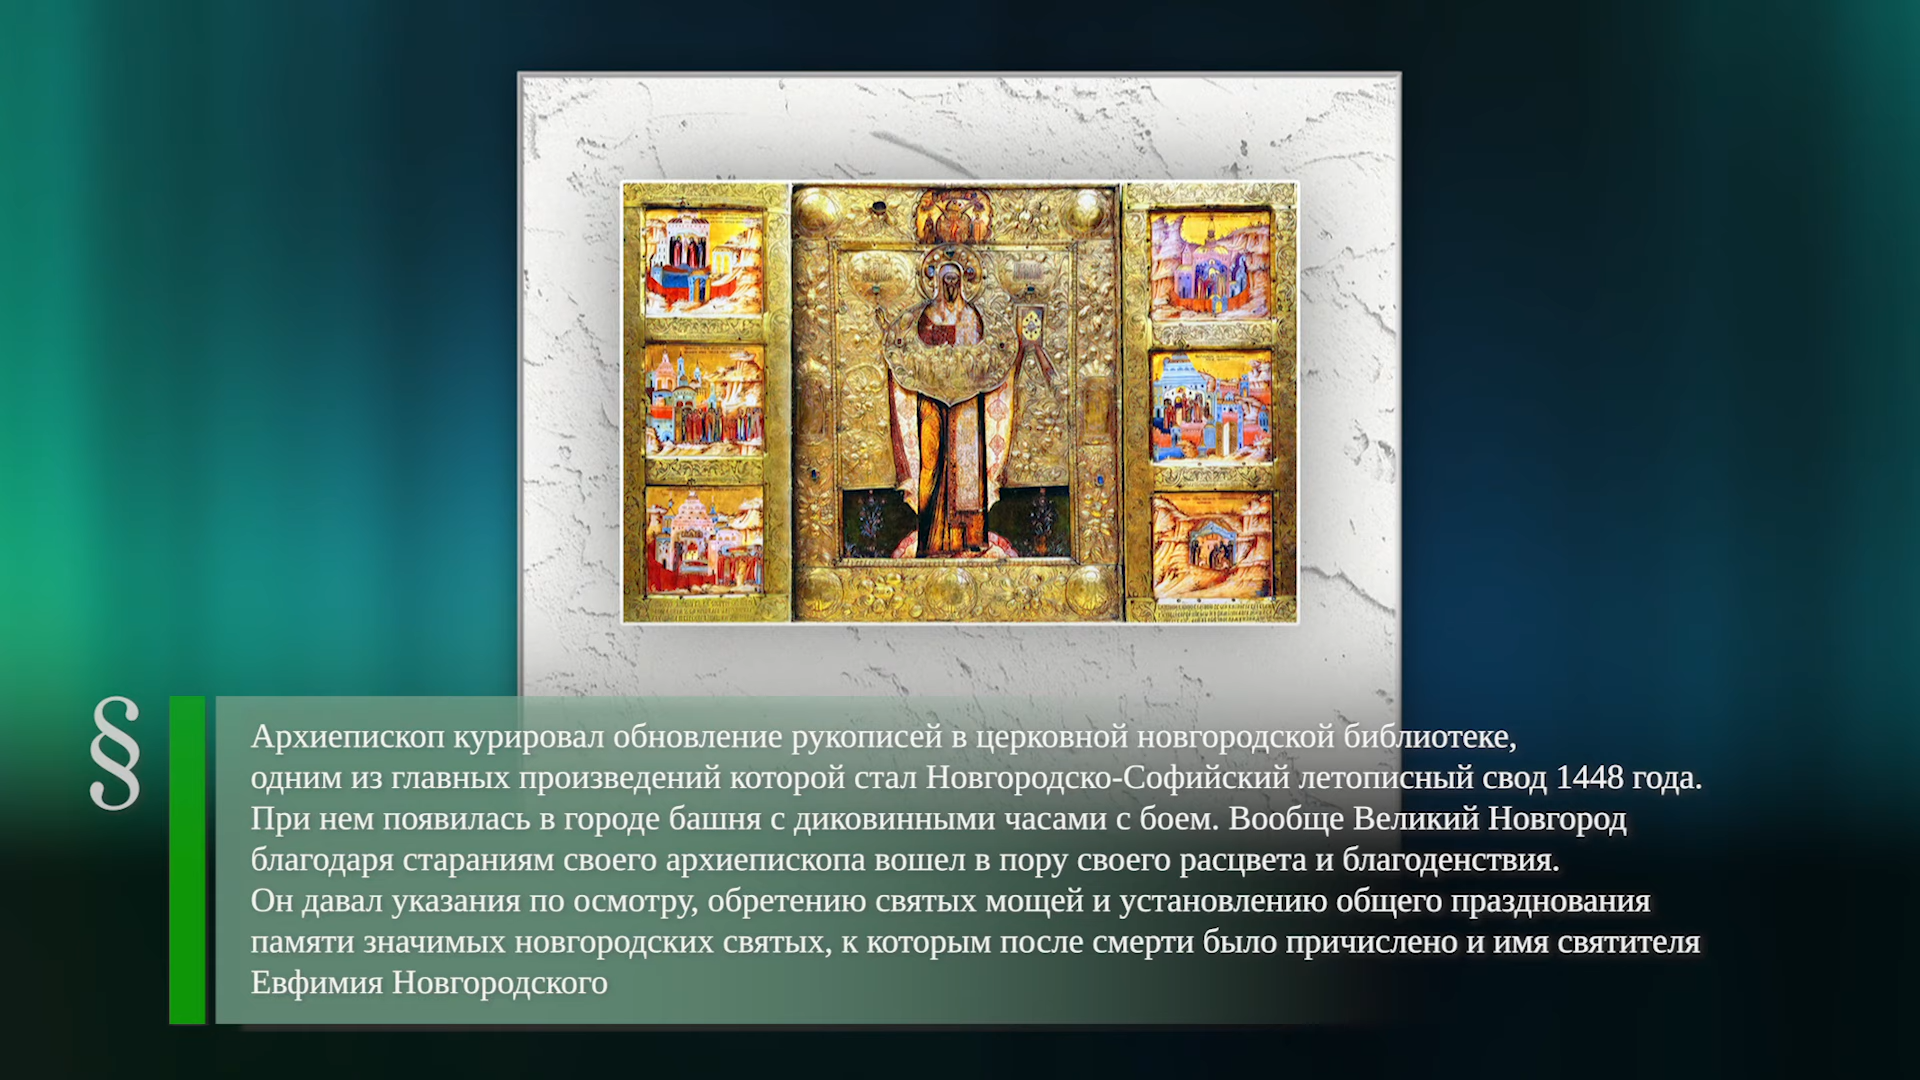 §
Архиепископ курировал обновление рукописей в церковной новгородской библиотеке,
одним из главных произведений которой стал Новгородско-Софийский летописный свод 1448 года.
При нем появилась в городе башня с диковинными часами с боем. Вообще Великий Новгород
благодаря стараниям своего архиепископа вошел в пору своего расцвета и благоденствия.
Он давал указания по осмотру, обретению святых мощей и установлению общего празднования
памяти значимых новгородских святых, к которым после смерти было причислено и имя святителя
Евфимия Новгородского